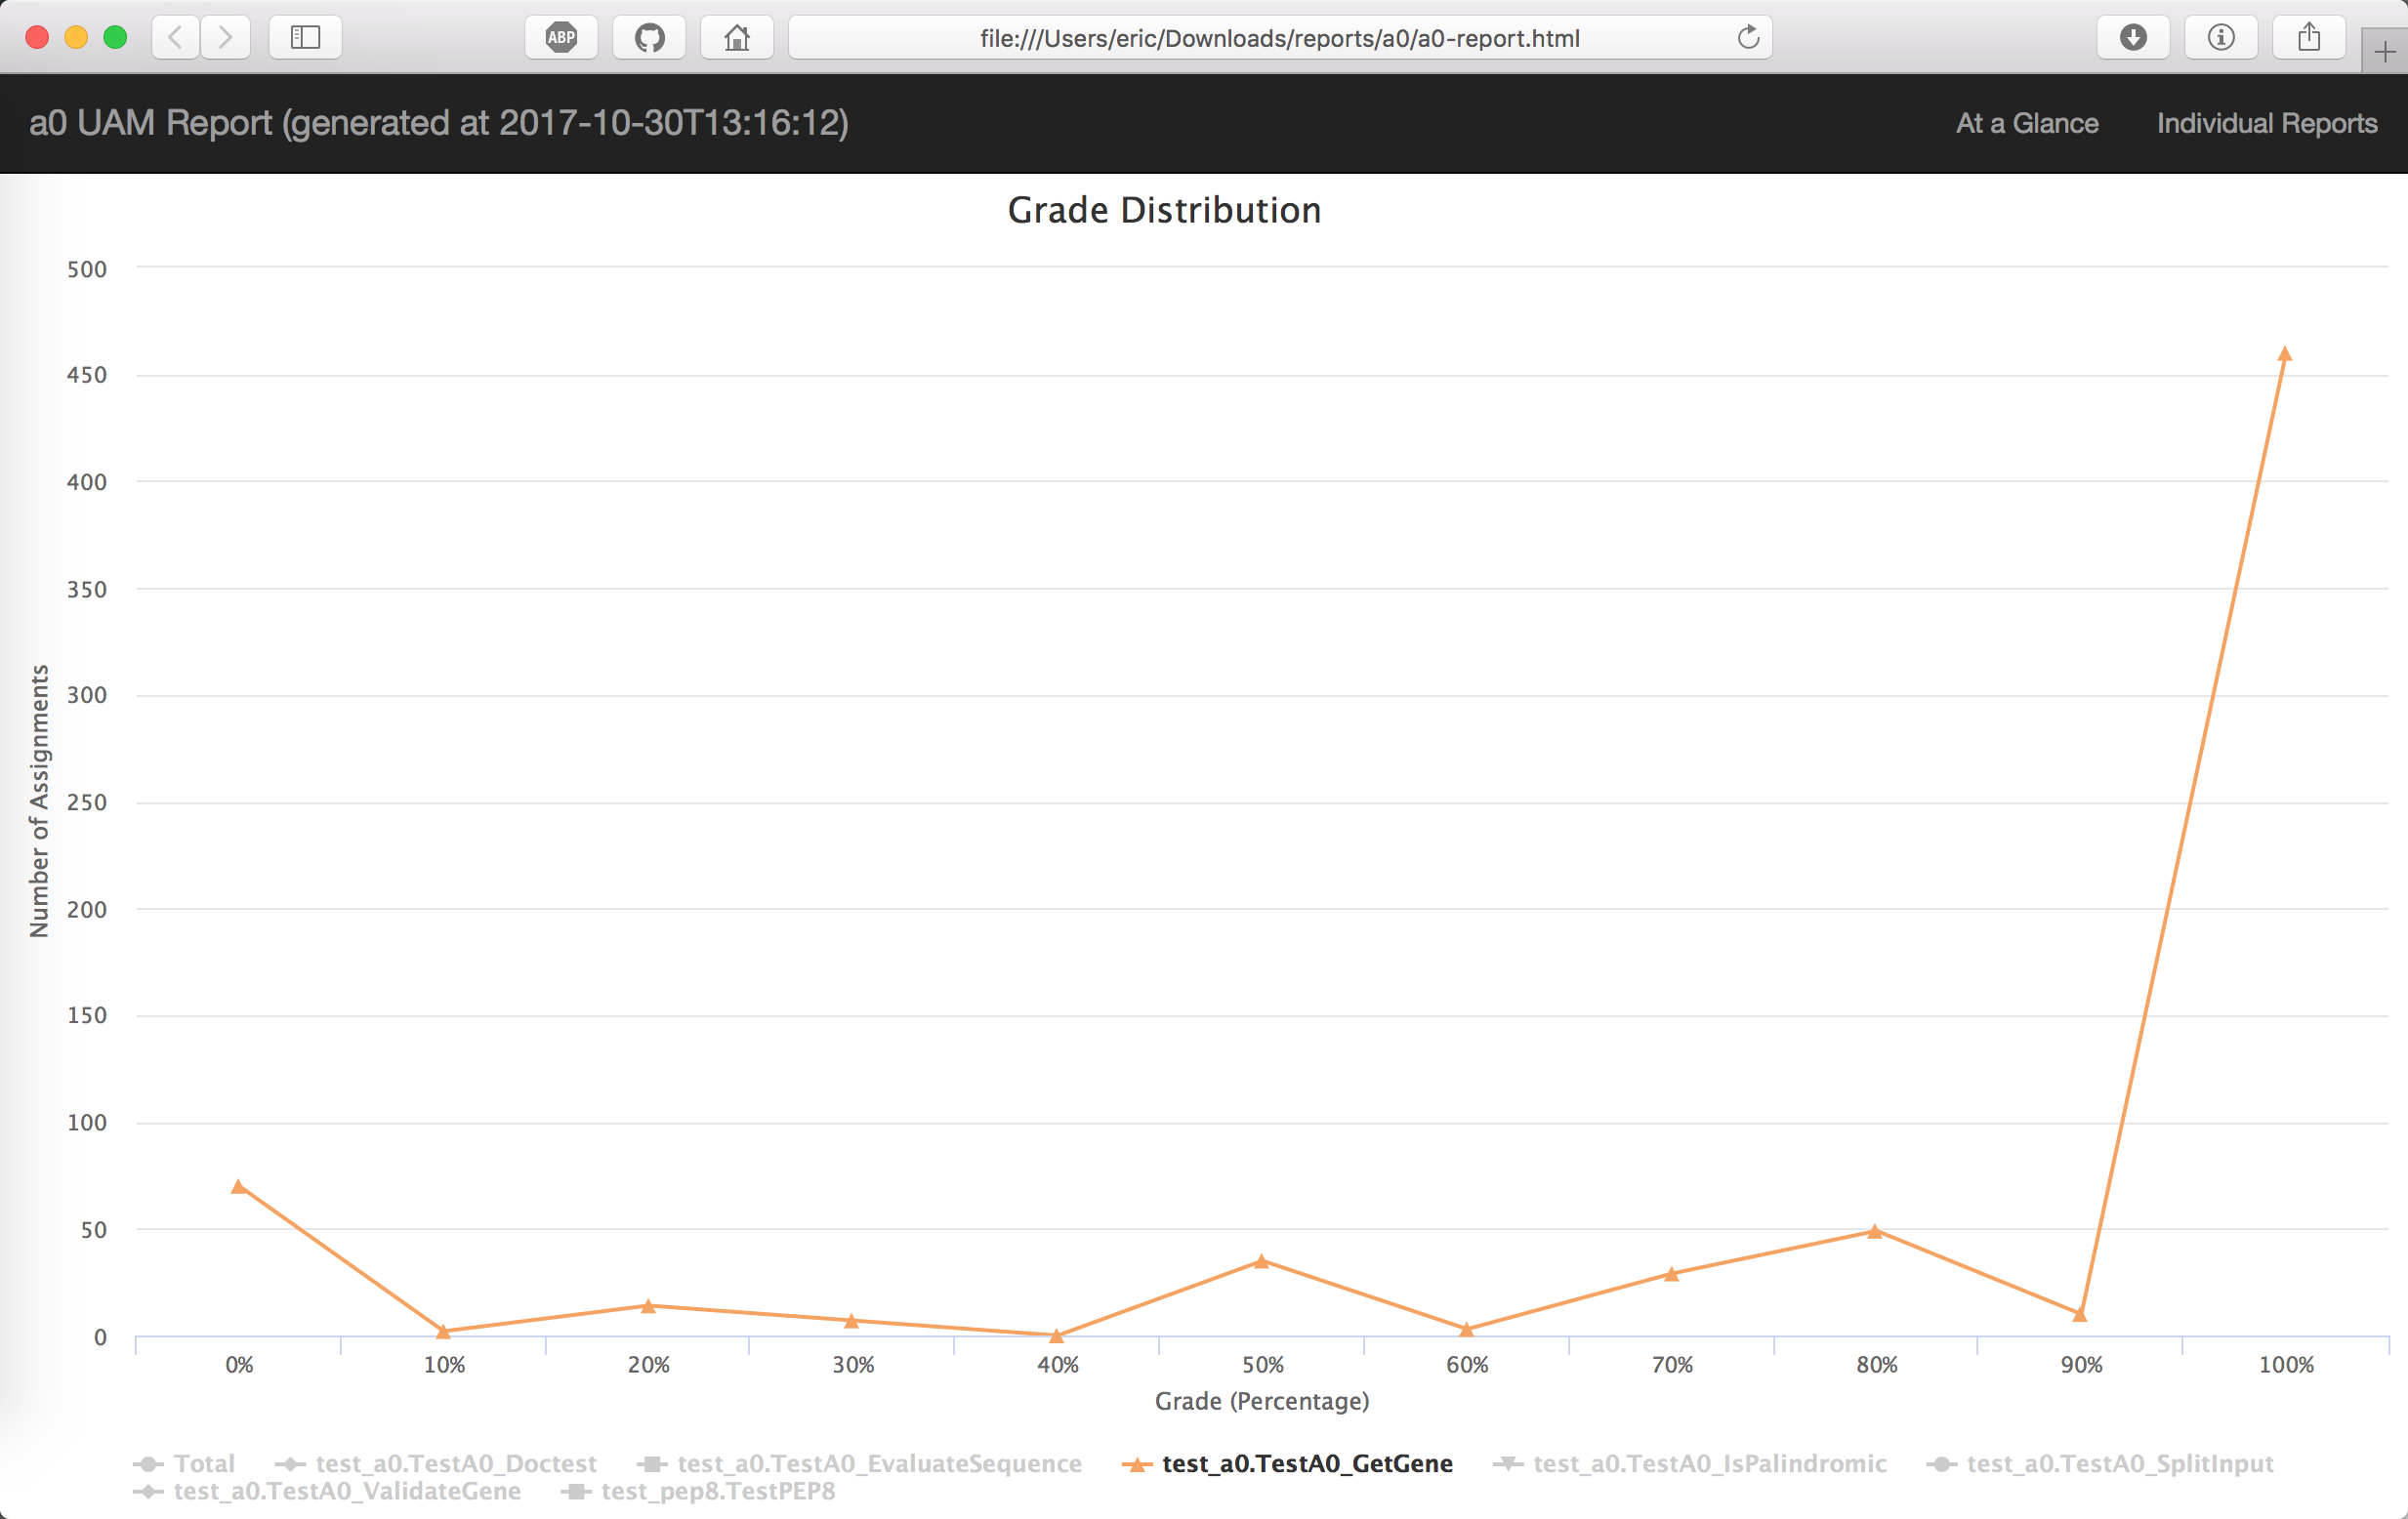 ABP
file:///Users/eric/Downloads/reports/a0/a0-report.html
a0 UAM Report (generated at 2017-10-30T13:16:12)
At a Glance
Individual Reports
Grade Distribution
500
450
400
350
300
250
200
150
100
50
0
Number of Assignments
0% 10% 20% 30% 40% 50% 60% 70% 80% 90% 100%
Grade (Percentage)
Total test_a0.TestA0_Doctest test_a0.TestA0_EvaluateSequence test_a0.TestA0_GetGene test_a0.TestA0_IsPalindromic test_a0.TestA0_SplitInput
test_a0.TestA0_ValidateGene test_pep8.TestPEP8